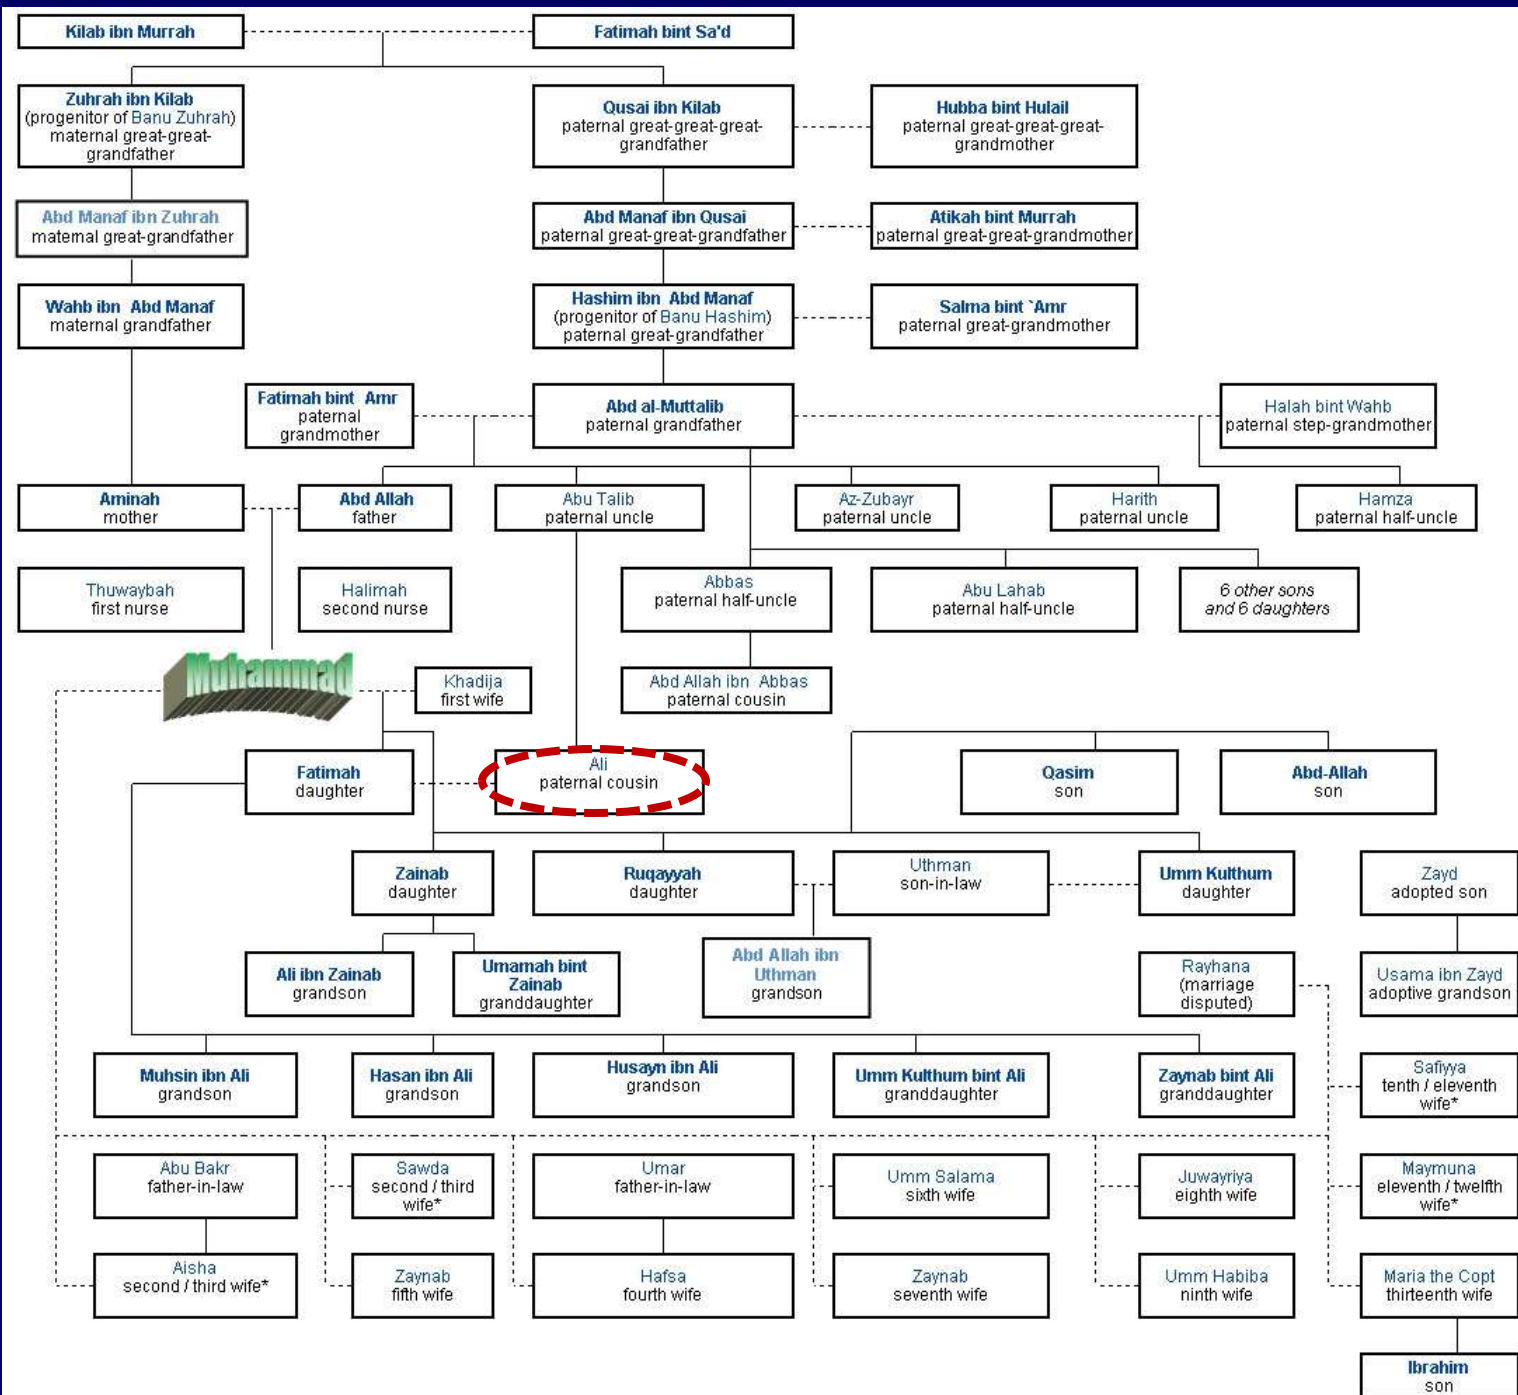 Kilab ibn Murrah
Fatimah bint Sa'd
Zuhrah ibn Kilab
(progenitor of Banu Zuhrah)
maternal great-great-
grandfather
Qusai ibn Kilab
paternal great-great-great-
grandfather
Hubba bint Hulail
paternal great-great-great-
grandmother
Abd Manaf ibn Zuhrah
maternal great-grandfather
Abd Manaf ibn Qusai
paternal great-great-grandfather
Atikah bint Murrah
paternal great-great-grandmother
Wahb ibn Abd Manaf
maternal grandfather
Hashim ibn Abd Manaf
(progenitor of Banu Hashim)
paternal great-grandfather
Salma bint `Amr
paternal great-grandmother
Fatimah bint Amr
paternal
grandmother
Abd al-Muttalib
paternal grandfather
Halah bint Wahb
paternal step-grandmother
Aminah
mother
Abd Allah
father
Abu Talib
paternal uncle
Az-Zubayr
paternal uncle
Harith
paternal uncle
Hamza
paternal half-uncle
Thuwaybah
first nurse
Halimah
second nurse
Abbas
paternal half-uncle
Abu Lahab
paternal half-uncle
6 other sons
and 6 daughters
Muhammad
Khadija
first wife
Abd Allah ibn Abbas
paternal cousin
Fatimah
daughter
Ali
paternal cousin
Qasim
son
Abd-Allah
son
Zainab
daughter
Ruqayyah
daughter
Uthman
son-in-law
Umm Kulthum
daughter
Zayd
adopted son
Ali ibn Zainab
grandson
Umamah bint
Zainab
granddaughter
Abd Allah ibn
Uthman
grandson
Rayhana
(marriage
disputed)
Usama ibn Zayd
adoptive grandson
Muhsin ibn Ali
grandson
Hasan ibn Ali
grandson
Husayn ibn Ali
grandson
Umm Kulthum bint Ali
granddaughter
Zaynab bint Ali
granddaughter
Safiyya
tenth / eleventh
wife*
Abu Bakr
father-in-law
Sawda
second / third
wife*
Umar
father-in-law
Umm Salama
sixth wife
Juwayriya
eighth wife
Maymuna
eleventh / twelfth
wife*
Aisha
second / third wife*
Zaynab
fifth wife
Hafsa
fourth wife
Zaynab
seventh wife
Umm Habiba
ninth wife
Maria the Copt
thirteenth wife
Ibrahim
son